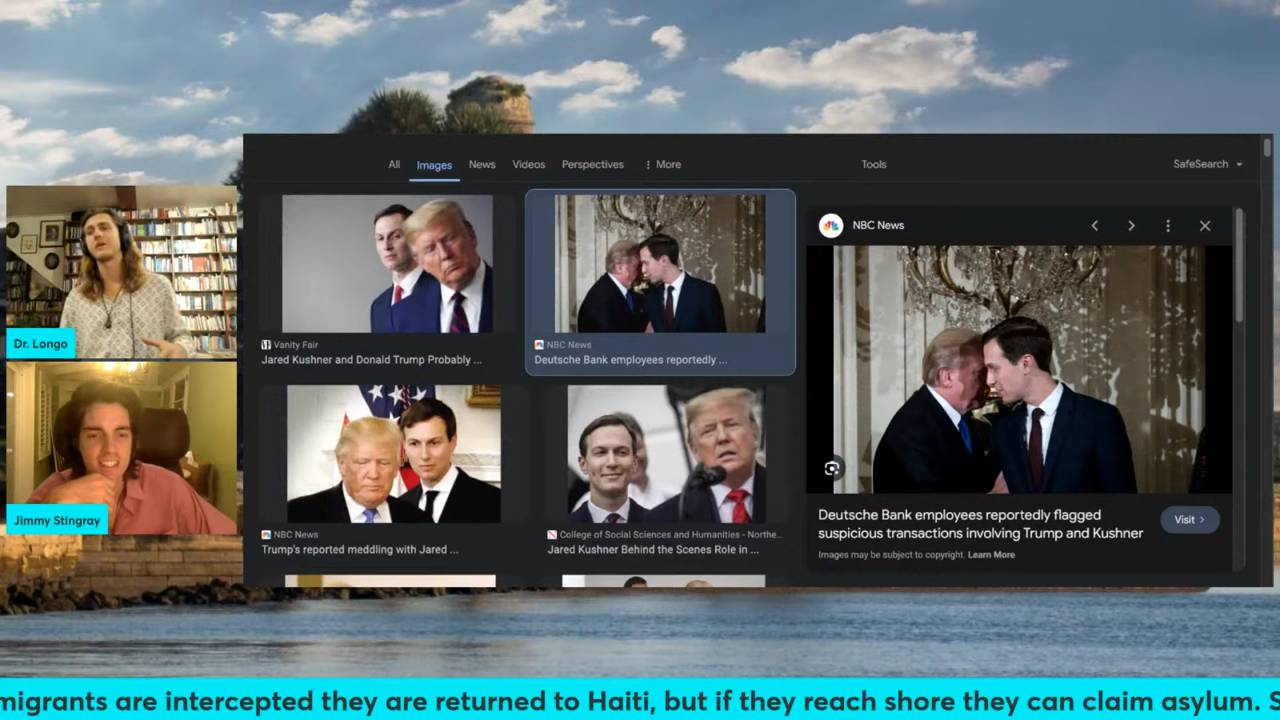 All Images News Videos Perspectives More Tools SafeSearch
Vanity Fair
Jared Kushner and Donald Trump Probably ...
NBC News
Deutsche Bank employees reportedly ...
NBC News
Trump's reported meddling with Jared ...
College of Social Sciences and Humanities - Northe...
Jared Kushner Behind the Scenes Role in ...
NBC News
Deutsche Bank employees reportedly flagged
suspicious transactions involving Trump and Kushner
Visit
Images may be subject to copyright. Learn More
Dr. Longo
Jimmy Stingray
migrants are intercepted they are returned to Haiti, but if they reach shore they can claim asylum. S